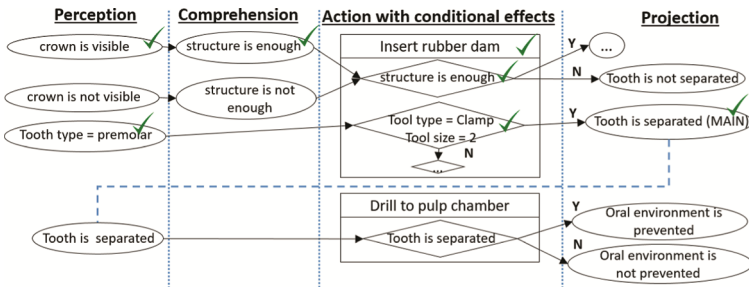 Perception
Comprehension
Action with conditional effects
Projection
crown is visible
structure is enough
Insert rubber dam
Y
...
structure is enough
N
Tooth is not separated
crown is not visible
structure is not
enough
Tooth type = premolar
Tool type = Clamp
Tool size = 2
Y
Tooth is separated (MAIN)
N
...
Drill to pulp chamber
Tooth is separated
Tooth is separated
Y
Oral environment is
prevented
N
Oral environment is
not prevented